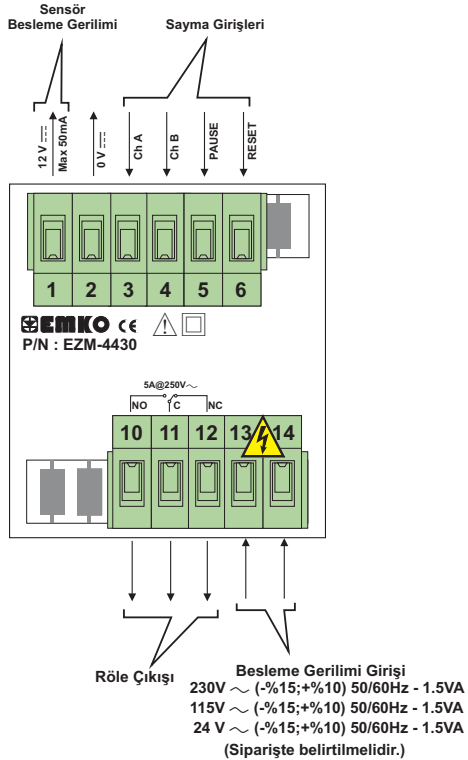 Sensör
Besleme Gerilimi
Sayma Girişleri
12 V
Max 50mA
0 V
Ch A
Ch B
PAUSE
RESET
1 2 3 4 5 6
EMKO CE
P/N : EZM-4430
5A@250V～
NO C NC
10 11 12 13 14
Röle Çıkışı
Besleme Gerilimi Girişi
230V ～ (-%15;+%10) 50/60Hz - 1.5VA
115V ～ (-%15;+%10) 50/60Hz - 1.5VA
24 V ～ (-%15;+%10) 50/60Hz - 1.5VA
(Siparişte belirtilmelidir.)